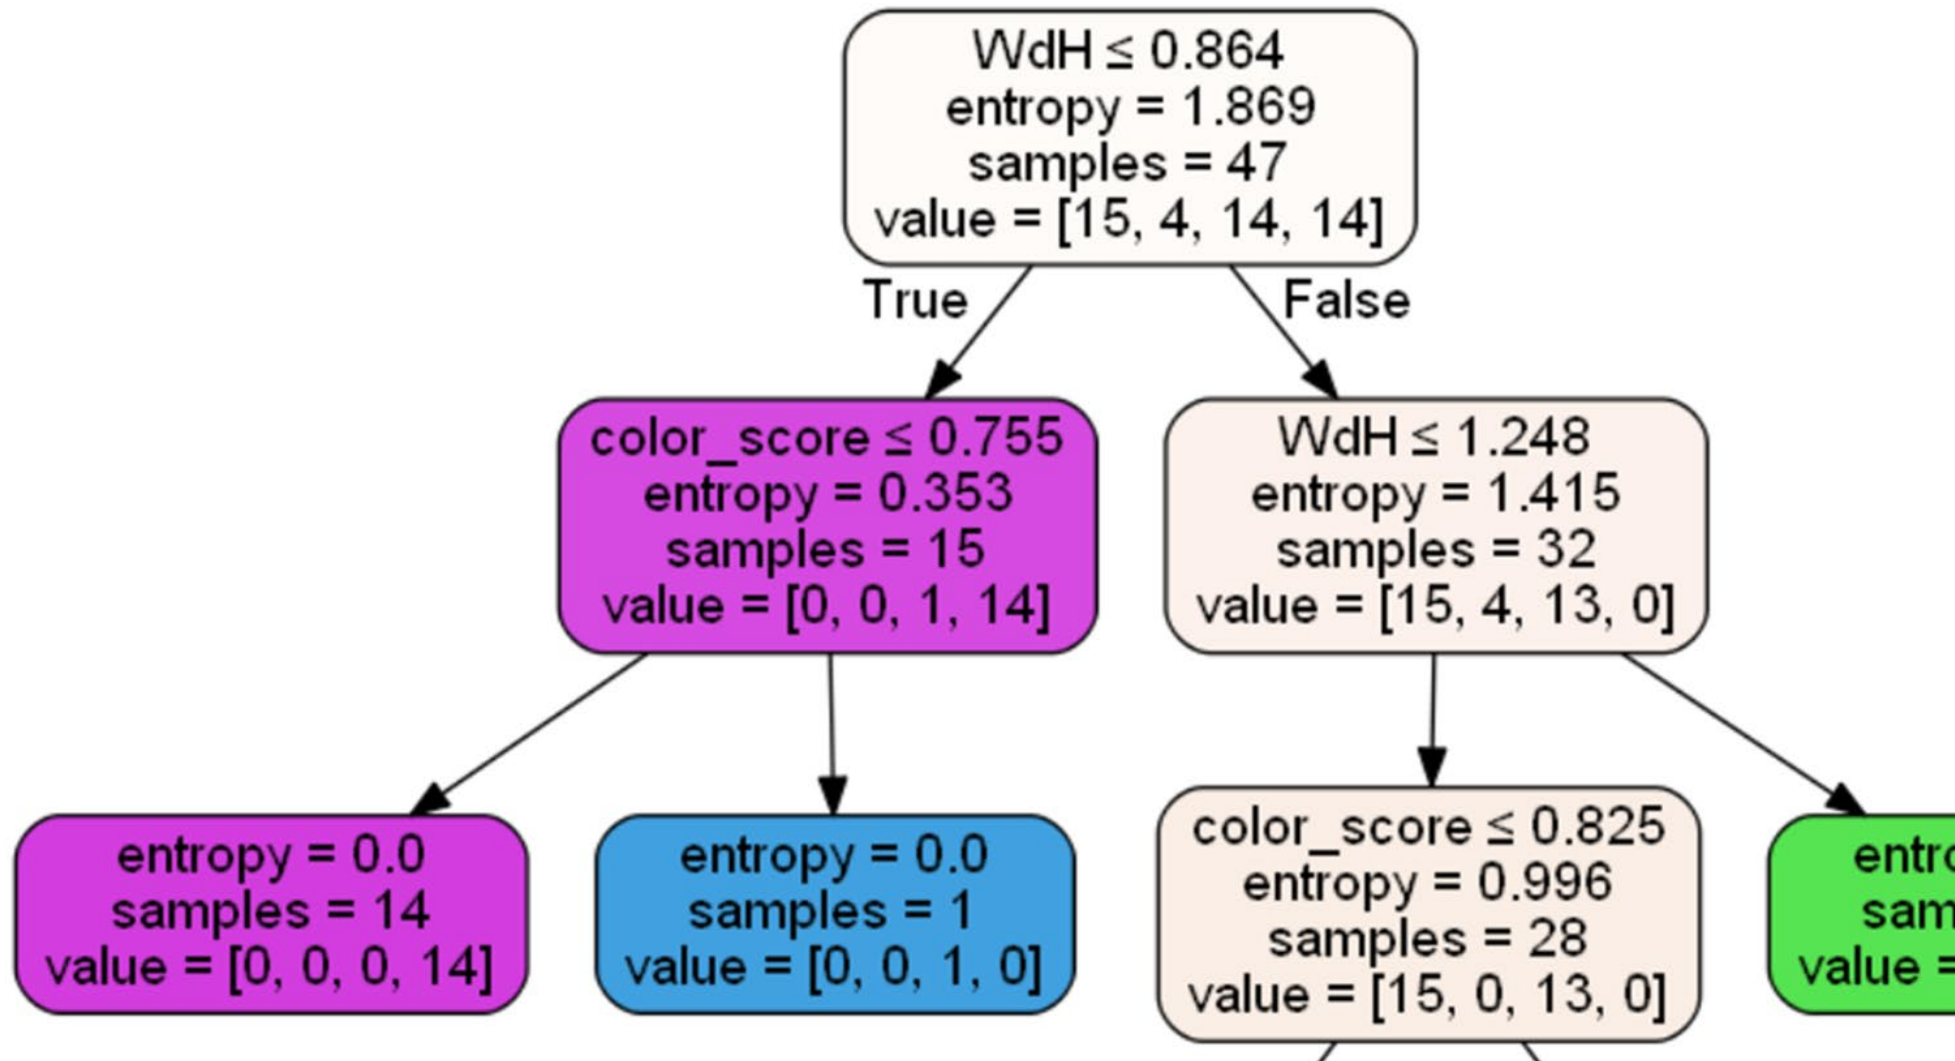 WdH ≤ 0.864
entropy = 1.869
samples = 47
value = [15, 4, 14, 14]
True
False
color_score ≤ 0.755
entropy = 0.353
samples = 15
value = [0, 0, 1, 14]
WdH ≤ 1.248
entropy = 1.415
samples = 32
value = [15, 4, 13, 0]
entropy = 0.0
samples = 14
value = [0, 0, 0, 14]
entropy = 0.0
samples = 1
value = [0, 0, 1, 0]
color_score ≤ 0.825
entropy = 0.996
samples = 28
value = [15, 0, 13, 0]
value =